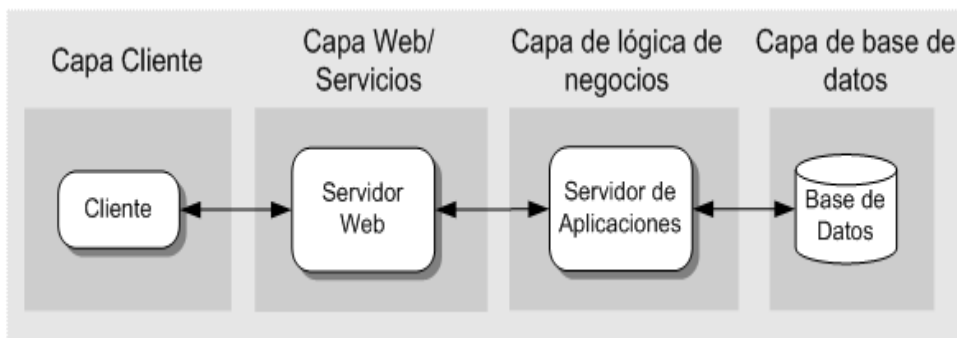 Capa Cliente
Capa Web/
Servicios
Capa de lógica de
negocios
Capa de base de
datos
Cliente
Servidor
Web
Servidor de
Aplicaciones
Base de
Datos